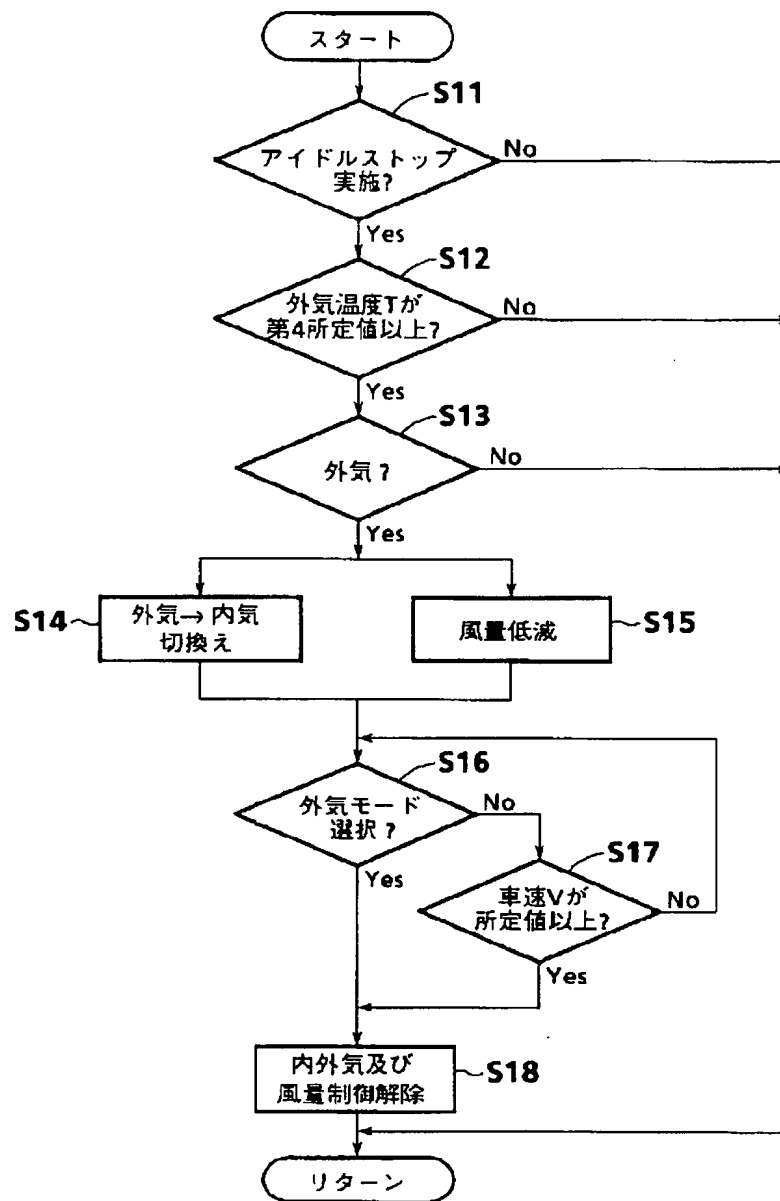 スタート
S11
アイドルストップ
実施?
No
Yes
S12
外気温度Tが
第4所定値以上?
No
Yes
S13
外気?
No
Yes
S14
外気→内気
切換え
風量低減
S15
S16
外気モード
選択?
No
Yes
S17
車速Vが
所定値以上?
No
Yes
内外気及び
風量制御解除
S18
リターン